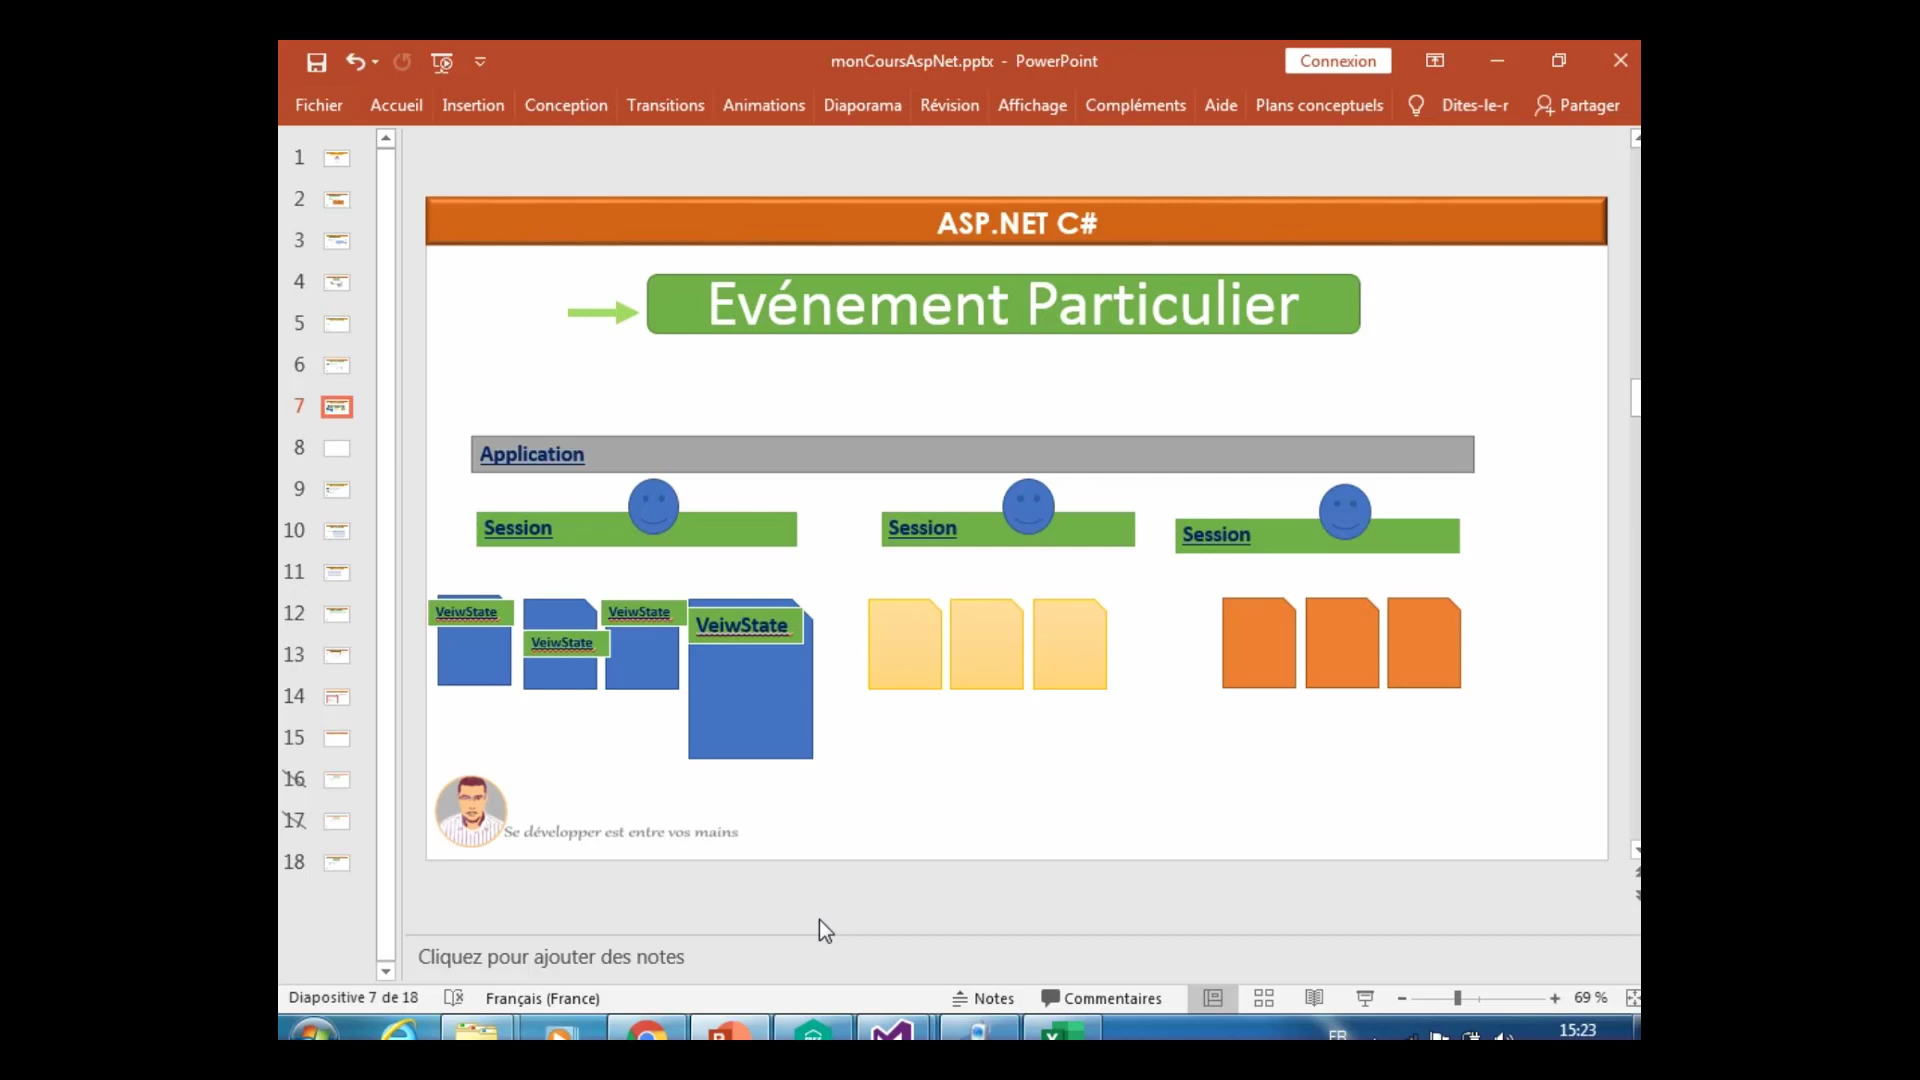 monCoursAspNet.pptx - PowerPoint
Connexion
Fichier Accueil Insertion Conception Transitions Animations Diaporama Révision Affichage Compléments Aide Plans conceptuels Dites-le-r Partager
1
2
3
4
5
6
7
8
9
10
11
12
13
14
15
16
17
18
ASP.NET C#
Evénement Particulier
Application
Session
Session
Session
VeiwState
VeiwState
VeiwState
VeiwState
Se développer est entre vos mains
Cliquez pour ajouter des notes
Diapositive 7 de 18 Français (France) Notes Commentaires 69 %
FR 15:23